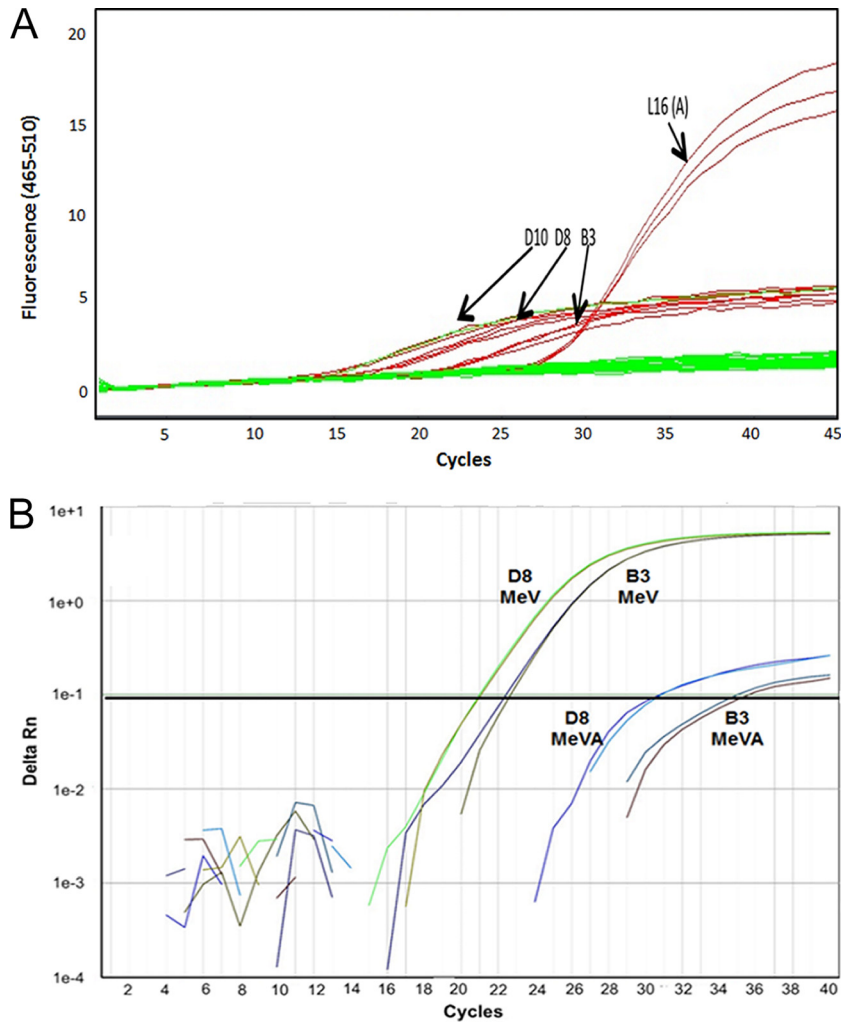 A
20
15
10
5
0
Fluorescence (465-510)
L16 (A)
D10 D8 B3
5 10 15 20 25 30 35 40 45
Cycles
B
1e+1
1e+0
1e-1
1e-2
1e-3
1e-4
Delta Rn
D8
MeV
B3
MeV
D8
MeVA
B3
MeVA
2 4 6 8 10 12 14 16 18 20 22 24 26 28 30 32 34 36 38 40
Cycles